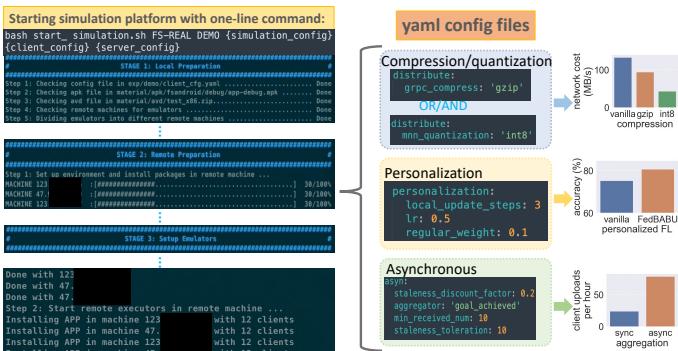 Starting simulation platform with one-line command:
bash start_ simulation.sh FS-REAL DEMO {simulation_config}
{client_config} {server_config}
# STAGE 1: Local Preparation #
Step 1: Checking config file in exp/demo/client_cfg.yaml ........ Done
Step 2: Checking apk file in material/apk/fsandroid/debug/app-debug.apk ........ Done
Step 3: Checking avd file in material/avd/test_x86.zip........ Done
Step 4: Checking remote machines for emulators ........ Done
Step 5: Dividing emulators into different remote machines ........ Done
# STAGE 2: Remote Preparation #
Step 1: Set up environment and install packages in remote machine ...
MACHINE 123 :[###############........] 30/100%
MACHINE 47. :[###############........] 30/100%
MACHINE 123 :[###############........] 30/100%
# STAGE 3: Setup Emulators #
Done with 123
Done with 47.
Done with 47.
Step 2: Start remote executors in remote machine ...
Installing APP in machine 123 with 12 clients
Installing APP in machine 47. with 12 clients
Installing APP in machine 123 with 12 clients
yaml config files
Compression/quantization
distribute:
grpc_compress: 'gzip'
OR/AND
distribute:
mnn_quantization: 'int8'
Personalization
personalization:
local_update_steps: 3
lr: 0.5
regular_weight: 0.1
Asynchronous
asyn:
staleness_discount_factor: 0.2
aggregator: 'goal_achieved'
min_received_num: 10
staleness_toleration: 10
network cost
(MB/s)
100
0
vanilla gzip int8
compression
accuracy (%)
80
60
vanilla FedBABU
personalized FL
client uploads
per hour
50
0
sync async
aggregation